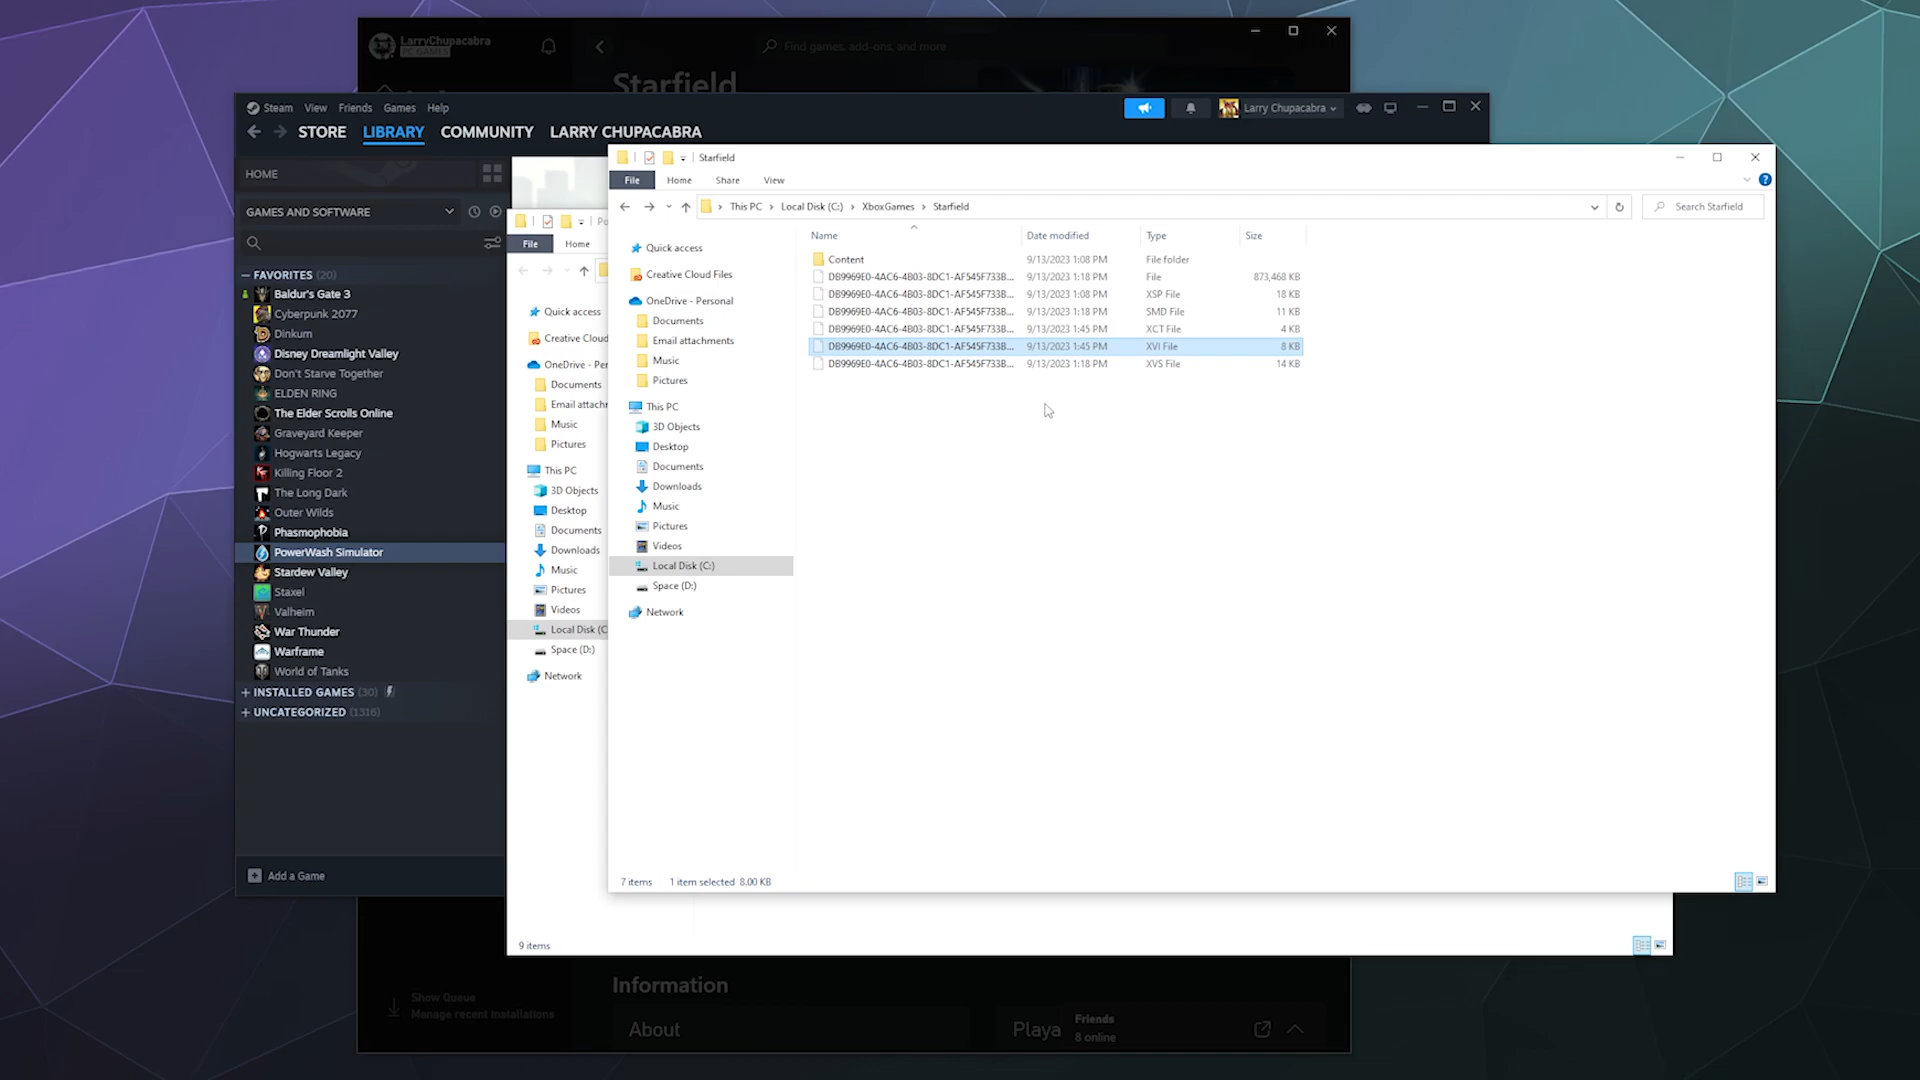 LarryChupacabra
PC GAMES
Find games, add-ons, and more
Starfield
Steam View Friends Games Help
Larry Chupacabra
STORE LIBRARY COMMUNITY LARRY CHUPACABRA
HOME
GAMES AND SOFTWARE
FAVORITES (20)
Baldur's Gate 3
Cyberpunk 2077
Dinkum
Disney Dreamlight Valley
Don't Starve Together
ELDEN RING
The Elder Scrolls Online
Graveyard Keeper
Hogwarts Legacy
Killing Floor 2
The Long Dark
Outer Wilds
Phasmophobia
PowerWash Simulator
Stardew Valley
Staxel
Valheim
War Thunder
Warframe
World of Tanks
+ INSTALLED GAMES (30)
+ UNCATEGORIZED (1316)
Add a Game
Po
File Home
Quick access
Creative Cloud
OneDrive - Per
Documents
Email attachr
Music
Pictures
This PC
3D Objects
Desktop
Documents
Downloads
Music
Pictures
Videos
Local Disk (C
Space (D:)
Network
9 items
Starfield
File Home Share View
This PC > Local Disk (C:) > XboxGames > Starfield
Search Starfield
Quick access
Creative Cloud Files
OneDrive - Personal
Documents
Email attachments
Music
Pictures
This PC
3D Objects
Desktop
Documents
Downloads
Music
Pictures
Videos
Local Disk (C:)
Space (D:)
Network
Name Date modified Type Size
Content 9/13/2023 1:08 PM File folder
DB9969E0-4AC6-4B03-8DC1-AF545F733B... 9/13/2023 1:18 PM File 873,468 KB
DB9969E0-4AC6-4B03-8DC1-AF545F733B... 9/13/2023 1:08 PM XSP File 18 KB
DB9969E0-4AC6-4B03-8DC1-AF545F733B... 9/13/2023 1:18 PM SMD File 11 KB
DB9969E0-4AC6-4B03-8DC1-AF545F733B... 9/13/2023 1:45 PM XCT File 4 KB
DB9969E0-4AC6-4B03-8DC1-AF545F733B... 9/13/2023 1:45 PM XVI File 8 KB
DB9969E0-4AC6-4B03-8DC1-AF545F733B... 9/13/2023 1:18 PM XVS File 14 KB
7 items 1 item selected 8.00 KB
Information
Show Queue
Manage recent installations
About
Playa
Friends
8 online